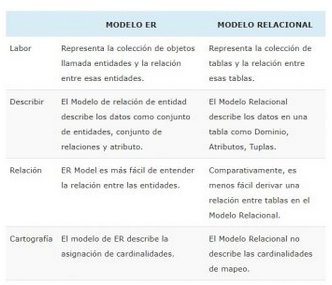 MODELO ER MODELO RELACIONAL
Labor Representa la colección de objetos Representa la colección de
llamada entidades y la relación tablas y la relación entre
entre esas entidades. esas tablas.
Describir El Modelo de relación de entidad El Modelo Relacional
describe los datos como conjunto describe los datos en una
de entidades, conjunto de tabla como Dominio,
relaciones y atributo. Atributos, Tuplas.
Relación ER Model es más fácil de entender Comparativamente, es
la relación entre las entidades. menos fácil derivar una
relación entre tablas en el
Modelo Relacional.
Cartografía El modelo de ER describe la El Modelo Relacional no
asignación de cardinalidades. describe las cardinalidades
de mapeo.